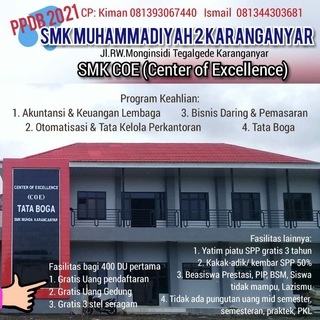 PPDB 2021 CP: Kiman 081393067440 Ismail 081344303681
SMK MUHAMMADIYAH 2 KARANGANYAR
Jl.RW.Monginsidi Tegalgede Karanganyar
SMK COE (Center of Excellence)
Program Keahlian:
1. Akuntansi & Keuangan Lembaga 3. Bisnis Daring & Pemasaran
2. Otomatisasi & Tata Kelola Perkantoran 4. Tata Boga
CENTER OF EXCELLENCE
(COE)
TATA BOGA
SMK MUHDA KARANGANYAR
Fasilitas bagi 400 DU pertama
1. Gratis Uang pendaftaran
2. Gratis Uang Gedung
3. Gratis 3 stel seragam
Fasilitas lainnya:
1. Yatim piatu SPP gratis 3 tahun
2. Kakak adik/ kembar SPP 50%
3. Beasiswa Prestasi, PIP, BSM, Siswa
tidak mampu, Lazismu
4. Tidak ada pungutan uang mid semester,
semesteran, praktek, PKL